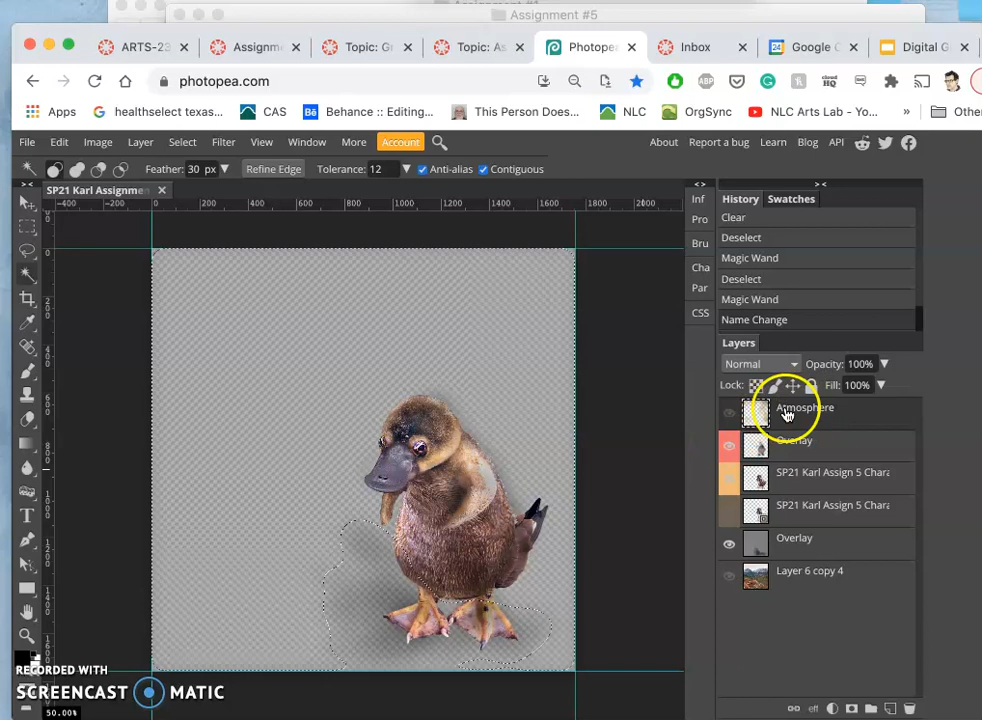 Assignment #5
ARTS-23 Assignm Topic: G Topic: As Photopea Inbox Google C Digital G
photopea.com
Apps healthselect texas... CAS Behance :: Editing... This Person Does... NLC OrgSync NLC Arts Lab - Yo... » Othe
File Edit Image Layer Select Filter View Window More Account About Report a bug Learn Blog API
Feather: 30 px Refine Edge Tolerance: 12 Anti-alias Contiguous
SP21 Karl Assignme
-400 -200 0 200 400 600 800 1000 1200 1400 1600 1800 2000
Inf
Pro
Bru
Cha
Par
CSS
History Swatches
Clear
Deselect
Magic Wand
Deselect
Magic Wand
Name Change
Layers
Normal Opacity: 100%
Lock: Fill: 100%
Atmosphere
Overlay
SP21 Karl Assign 5 Chara
SP21 Karl Assign 5 Chara
Overlay
Layer 6 copy 4
eff
RECORDED WITH
SCREENCAST MATIC
50.00%